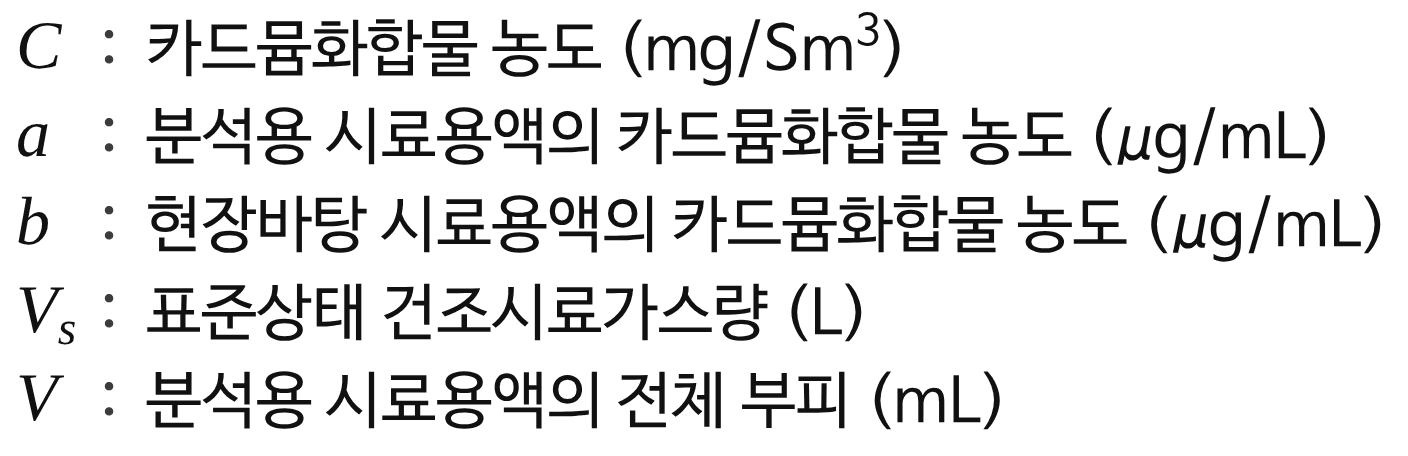 C : 카드뮴화합물 농도 (mg/Sm³)
a : 분석용 시료용액의 카드뮴화합물 농도 (μg/mL)
b : 현장바탕 시료용액의 카드뮴화합물 농도 (μg/mL)
Vₛ : 표준상태 건조시료가스량 (L)
V : 분석용 시료용액의 전체 부피 (mL)